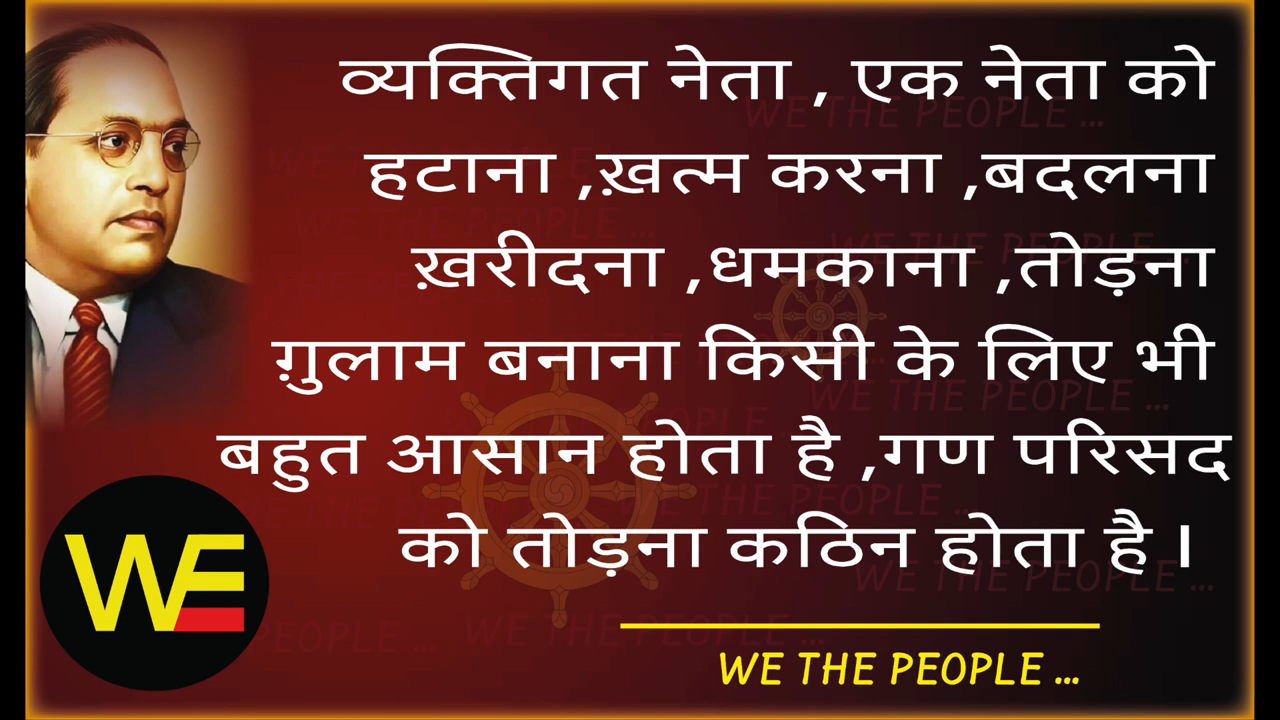 व्यक्तिगत नेता , एक नेता को
हटाना ,ख़त्म करना ,बदलना
ख़रीदना ,धमकाना ,तोड़ना
ग़ुलाम बनाना किसी के लिए भी
बहुत आसान होता है ,गण परिसद
को तोड़ना कठिन होता है ।
WE
WE THE PEOPLE ...